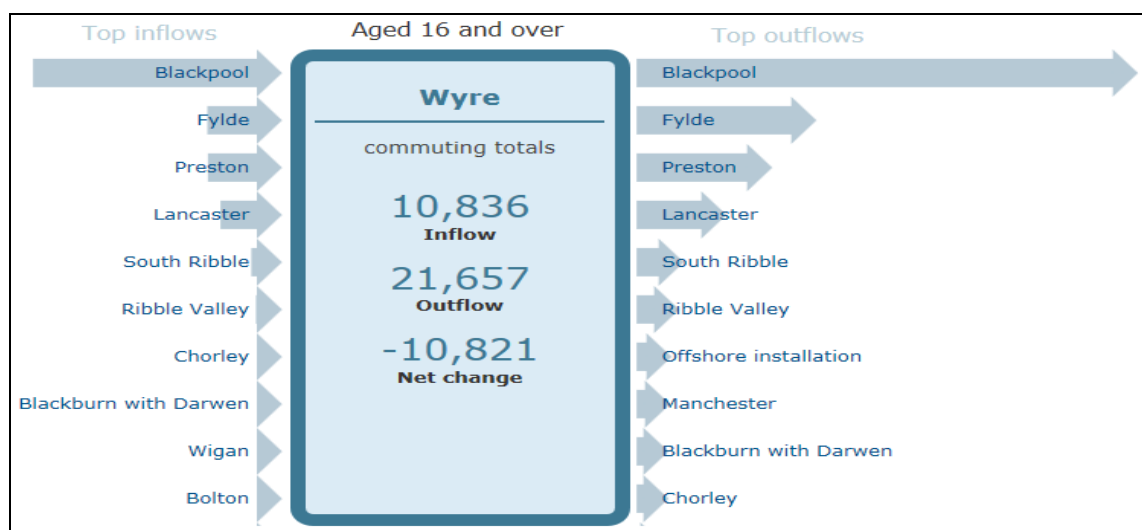 Top inflows
Aged 16 and over
Top outflows
Blackpool
Fylde
Preston
Lancaster
South Ribble
Ribble Valley
Chorley
Blackburn with Darwen
Wigan
Bolton
Wyre
commuting totals
10,836
Inflow
21,657
Outflow
-10,821
Net change
Blackpool
Fylde
Preston
Lancaster
South Ribble
Ribble Valley
Offshore installation
Manchester
Blackburn with Darwen
Chorley